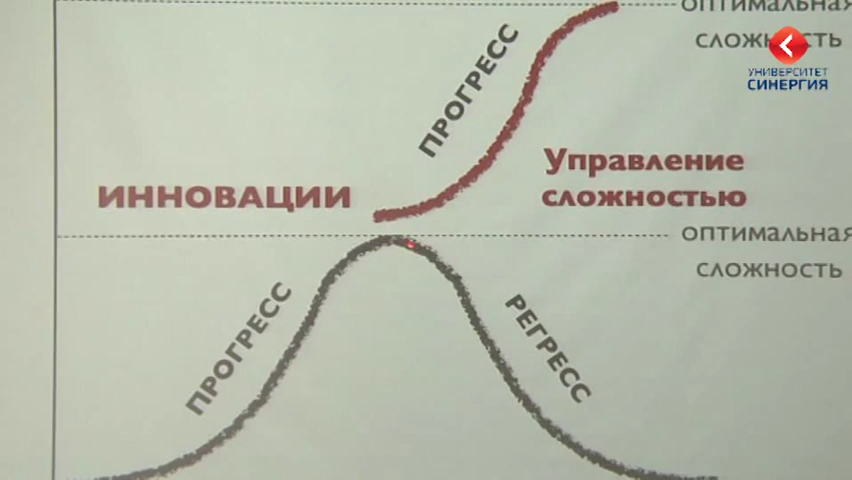 ОПТИМАЛЬНАЯ
СЛОЖНОСТЬ
УНИВЕРСИТЕТ
СИНЕРГИЯ
ПРОГРЕСС
Управление
сложностью
ИННОВАЦИИ
ОПТИМАЛЬНАЯ
СЛОЖНОСТЬ
ПРОГРЕСС
РЕГРЕСС